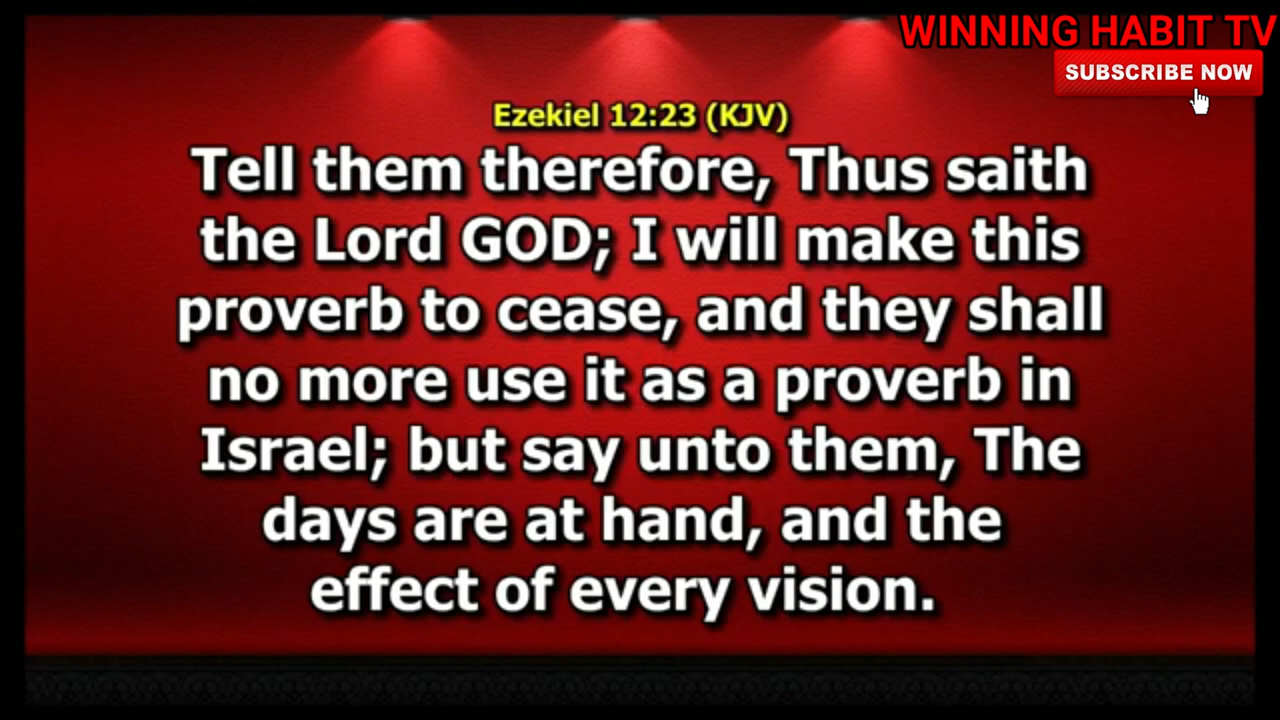 WINNING HABIT TV
SUBSCRIBE NOW
Ezekiel 12:23 (KJV)
Tell them therefore, Thus saith
the Lord GOD; I will make this
proverb to cease, and they shall
no more use it as a proverb in
Israel; but say unto them, The
days are at hand, and the
effect of every vision.